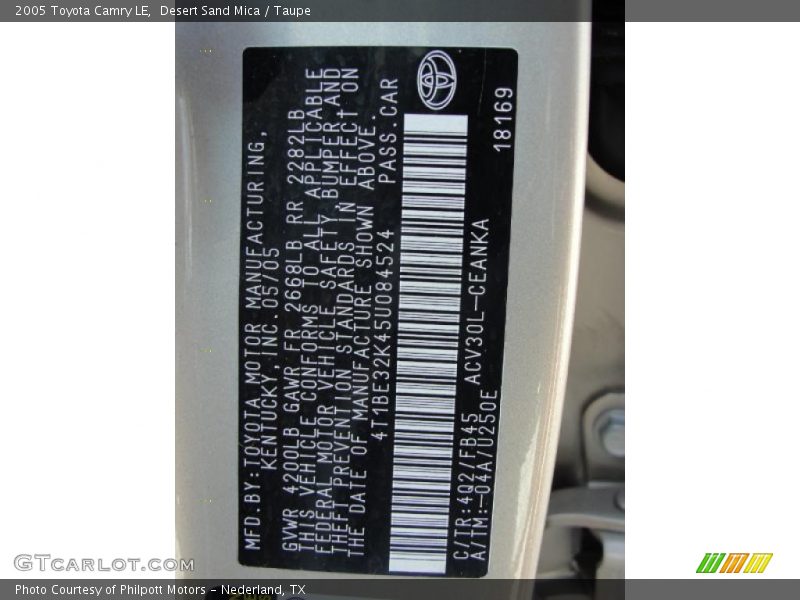 2005 Toyota Camry LE,  Desert Sand Mica / Taupe
MFD.BY:TOYOTA MOTOR MANUFACTURING,
KENTUCKY,INC. 05/05
GVWR 4200LB GAWR FR 2668LB RR 2282LB
THIS VEHICLE CONFORMS TO ALL APPLICABLE
FEDERAL MOTOR VEHICLE SAFETY,BUMPER,AND
THEFT PREVENTION STANDARDS IN EFFECT ON
THE DATE OF MANUFACTURE SHOWN ABOVE.
4T1BE32K45U084524 PASS.CAR
C/TR:4Q2/FB45 ACV30L-CEANKA
A/TM:-04A/U250E 18169
GTCARLOT.COM
Photo Courtesy of Philpott Motors - Nederland, TX